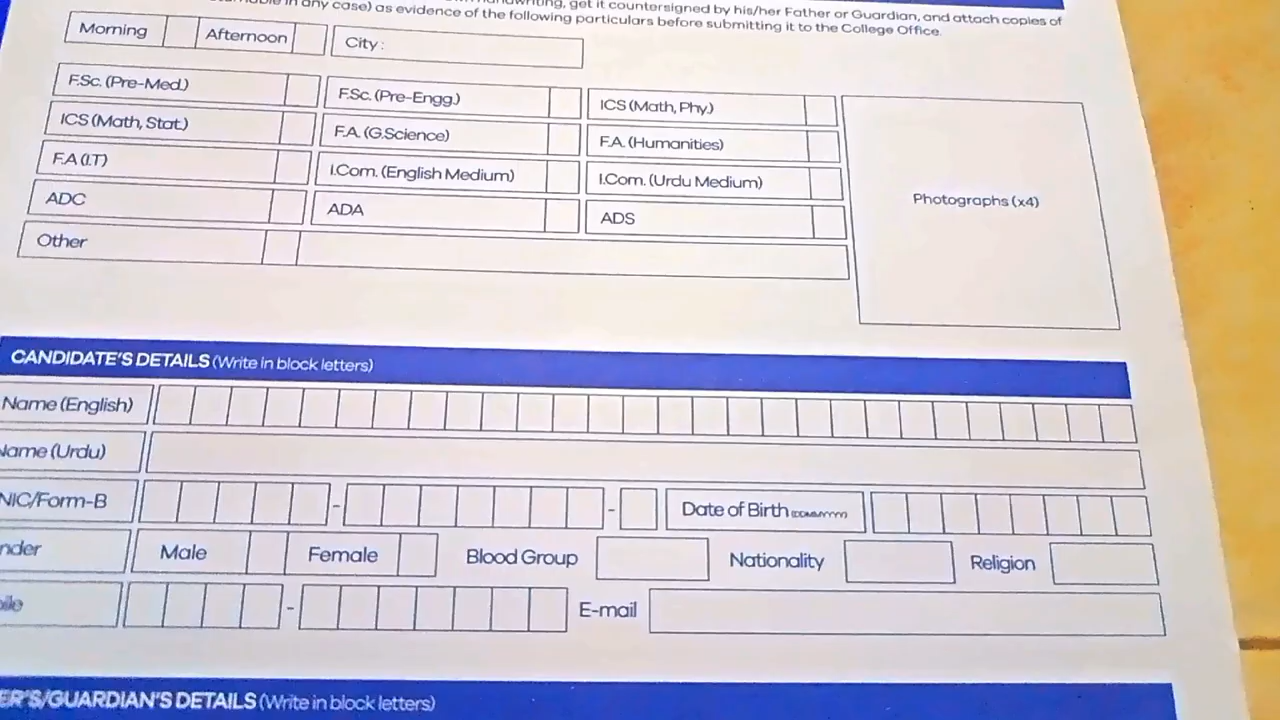 in any case) as evidence of the following particulars before submitting it to the College Office.
get it countersigned by his/her Father or Guardian, and attach copies of
Morning Afternoon City:
F.Sc. (Pre-Med.) F.Sc. (Pre-Engg.) ICS (Math, Phy.)
ICS (Math, Stat.) F.A. (G.Science) F.A. (Humanities)
F.A (I.T) I.Com. (English Medium) I.Com. (Urdu Medium)
Photographs (x4)
ADC ADA ADS
Other
CANDIDATE'S DETAILS (Write in block letters)
Name (English)
Name (Urdu)
NIC/Form-B - - Date of Birth (DDMMYYYY)
nder Male Female Blood Group Nationality Religion
bile - E-mail
ER'S/GUARDIAN'S DETAILS (Write in block letters)